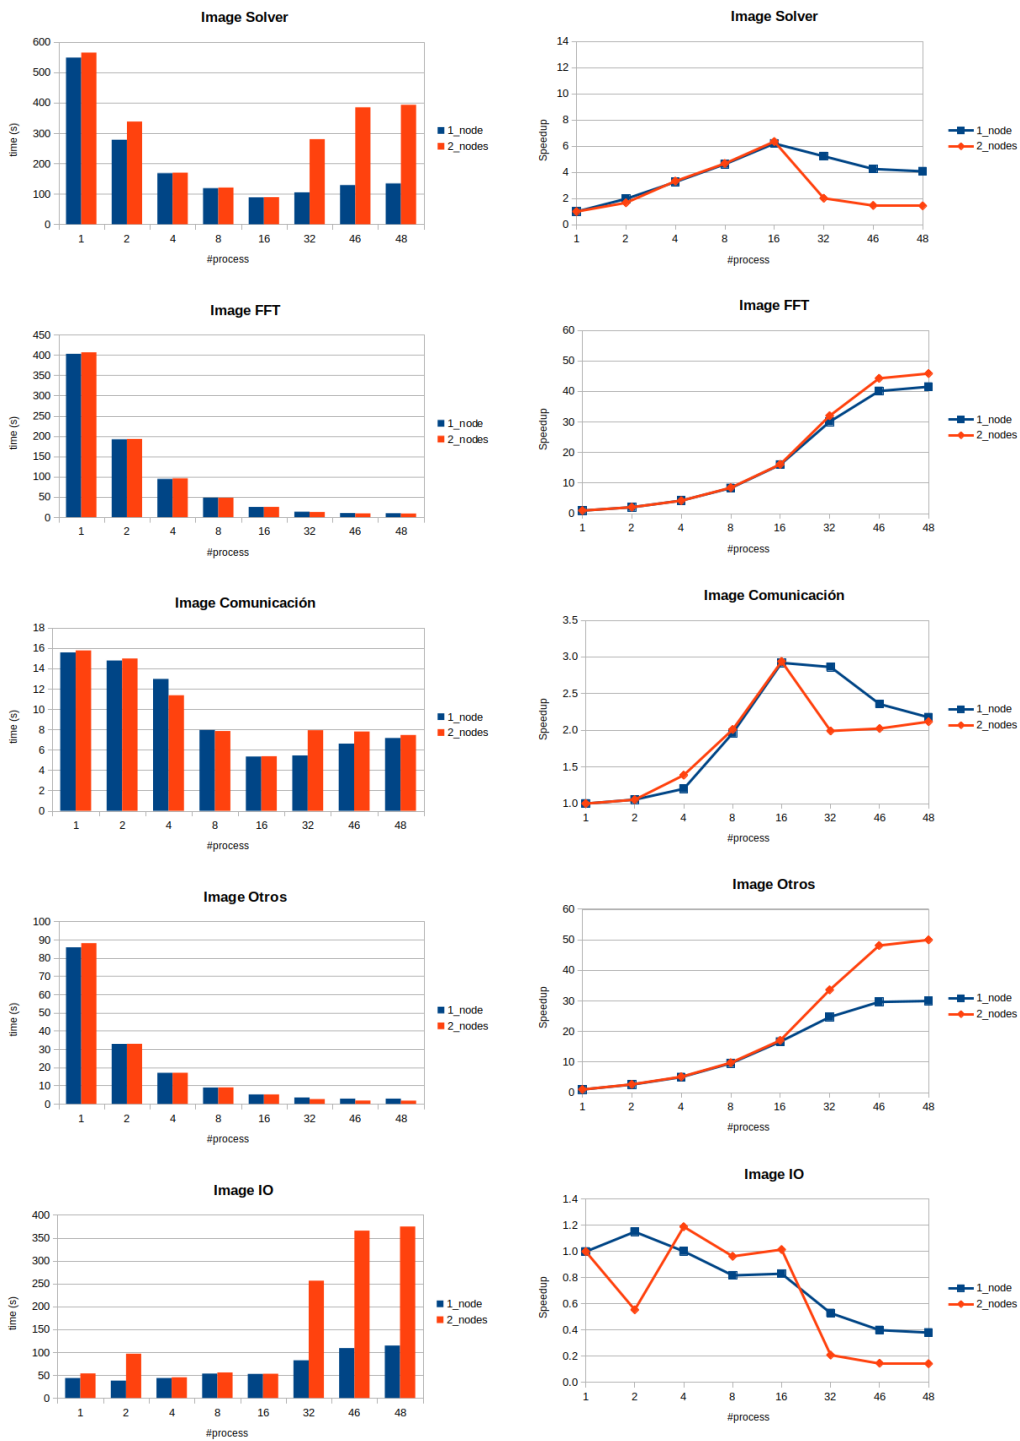 Image Solver
600
500
400
300
200
100
0
time (s)
1 2 4 8 16 32 46 48
#process
1_node
2_nodes
Image Solver
14
12
10
8
6
4
2
0
Speedup
1 2 4 8 16 32 46 48
#process
1_node
2_nodes
Image FFT
450
400
350
300
250
200
150
100
50
0
time (s)
1 2 4 8 16 32 46 48
#process
1_node
2_nodes
Image FFT
60
50
40
30
20
10
0
Speedup
1 2 4 8 16 32 46 48
#process
1_node
2_nodes
Image Comunicación
18
16
14
12
10
8
6
4
2
0
time (s)
1 2 4 8 16 32 46 48
#process
1_node
2_nodes
Image Comunicación
3.5
3.0
2.5
2.0
1.5
1.0
Speedup
1 2 4 8 16 32 46 48
#process
1_node
2_nodes
Image Otros
100
90
80
70
60
50
40
30
20
10
0
time (s)
1 2 4 8 16 32 46 48
#process
1_node
2_nodes
Image Otros
60
50
40
30
20
10
0
Speedup
1 2 4 8 16 32 46 48
#process
1_node
2_nodes
Image IO
400
350
300
250
200
150
100
50
0
time (s)
1 2 4 8 16 32 46 48
#process
1_node
2_nodes
Image IO
1.4
1.2
1.0
0.8
0.6
0.4
0.2
0.0
Speedup
1 2 4 8 16 32 46 48
#process
1_node
2_nodes